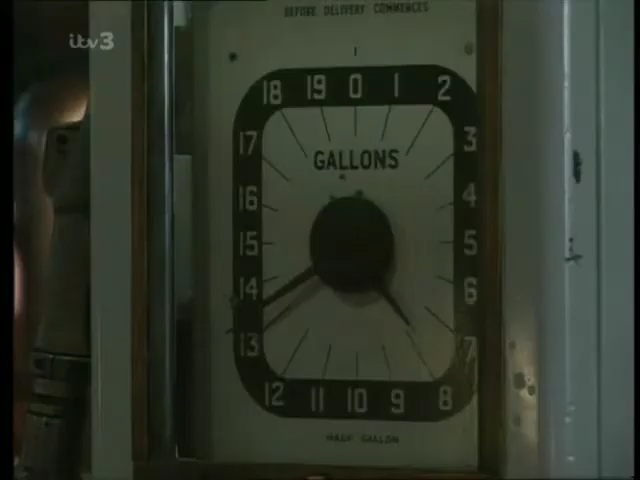 BEFORE DELIVERY COMMENCES
itv3
18 19 0 1 2
17 3
GALLONS
16 4
15 5
14 6
13 7
12 11 10 9 8
HALF GALLON